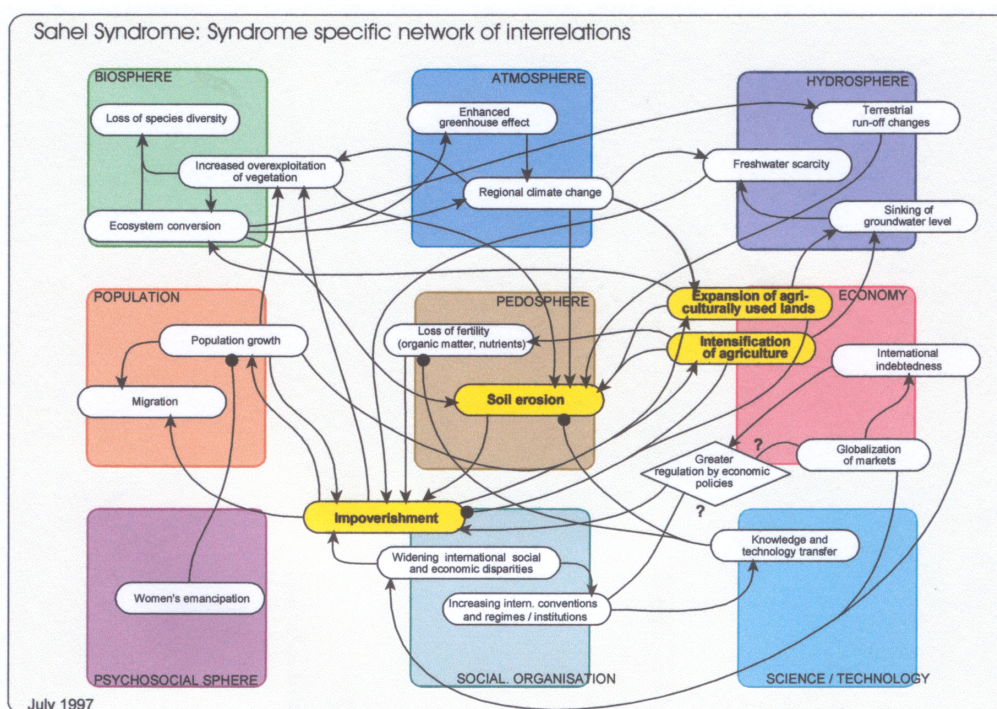 Sahel Syndrome: Syndrome specific network of interrelations
BIOSPHERE
Loss of species diversity
Increased overexploitation
of vegetation
Ecosystem conversion
ATMOSPHERE
Enhanced
greenhouse effect
Regional climate change
HYDROSPHERE
Terrestrial
run-off changes
Freshwater scarcity
Sinking of
groundwater level
POPULATION
Population growth
Migration
PEDOSPHERE
Loss of fertility
(organic matter, nutrients)
Soil erosion
Expansion of agri-
culturally used lands
ECONOMY
Intensification
of agriculture
International
indebtedness
Globalization
of markets
?
Greater
regulation by economic
policies
?
Impoverishment
Widening international social
and economic disparities
Increasing intern. conventions
and regimes / institutions
Knowledge and
technology transfer
Women's emancipation
PSYCHOSOCIAL SPHERE
SOCIAL. ORGANISATION
SCIENCE / TECHNOLOGY
July 1997